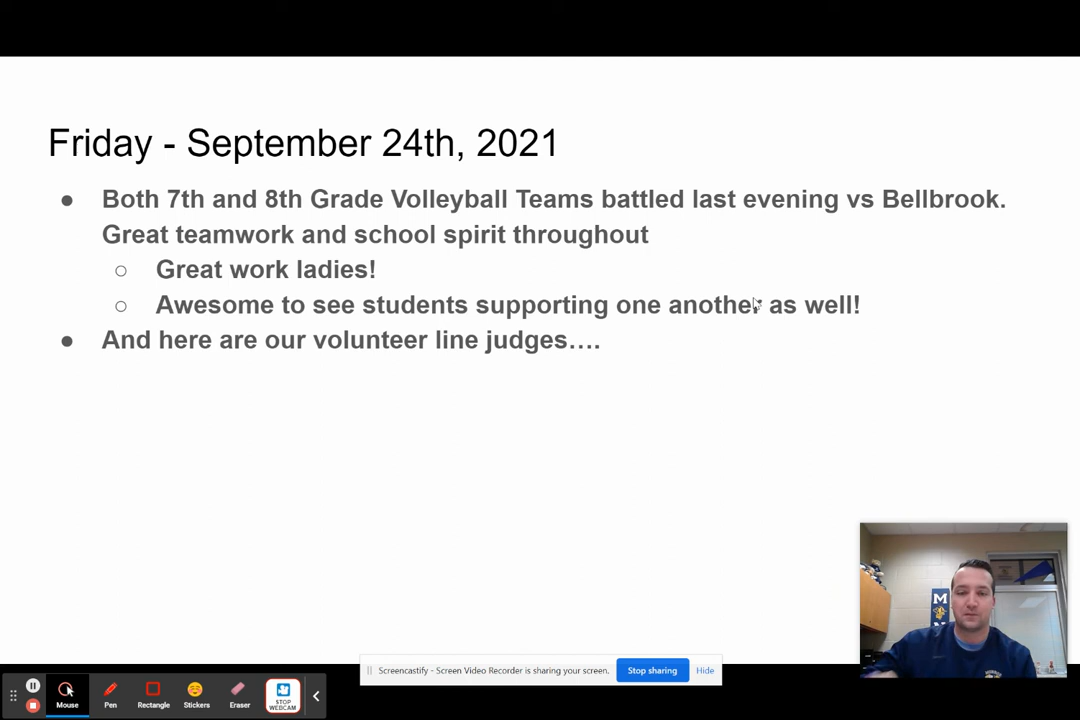 Friday - September 24th, 2021
● Both 7th and 8th Grade Volleyball Teams battled last evening vs Bellbrook.
Great teamwork and school spirit throughout
○ Great work ladies!
○ Awesome to see students supporting one another as well!
● And here are our volunteer line judges….
Screencastify - Screen Video Recorder is sharing your screen.
Stop sharing
Hide
Mouse
Pen
Rectangle
Stickers
Eraser
STOP
WEBCAM
M